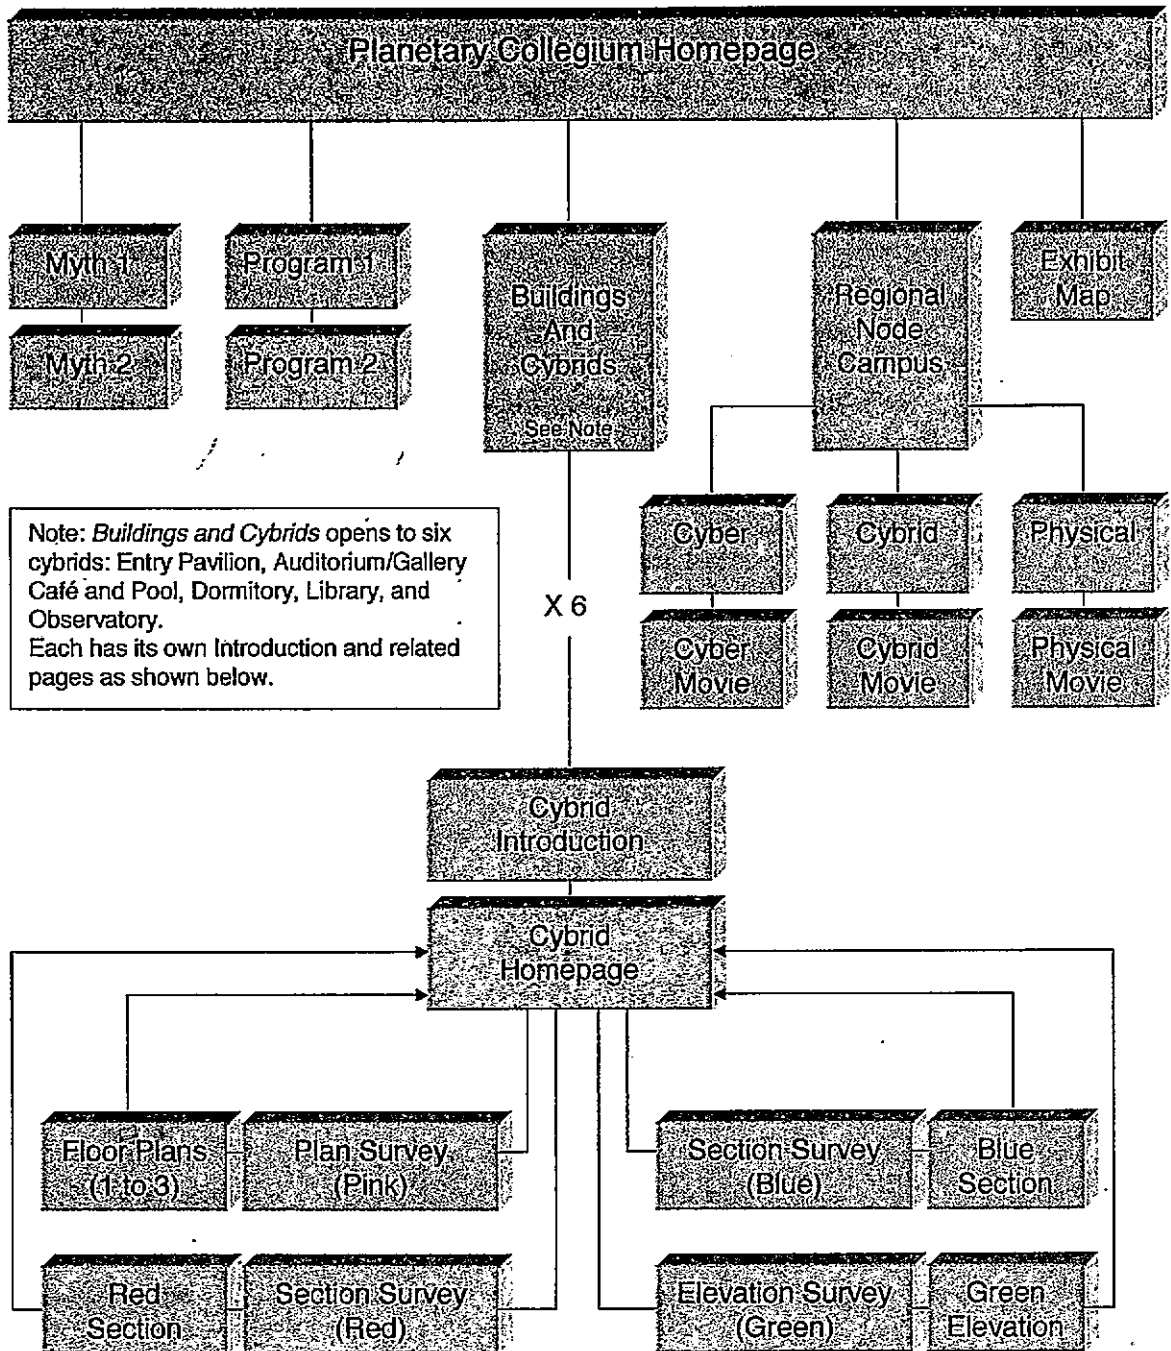 Planetary Collegium Homepage
Myth 1
Myth 2
Program 1
Program 2
Buildings
And
Cybrids
See Note
Regional
Node
Campus
Exhibit
Map
Cyber
Cyber
Movie
Cybrid
Cybrid
Movie
Physical
Physical
Movie
Note: Buildings and Cybrids opens to six
cybrids: Entry Pavilion, Auditorium/Gallery
Café and Pool, Dormitory, Library, and
Observatory.
Each has its own Introduction and related
pages as shown below.
X 6
Cybrid
Introduction
Cybrid
Homepage
Floor Plans
(1 to 3)
Plan Survey
(Pink)
Section Survey
(Blue)
Blue
Section
Red
Section
Section Survey
(Red)
Elevation Survey
(Green)
Green
Elevation